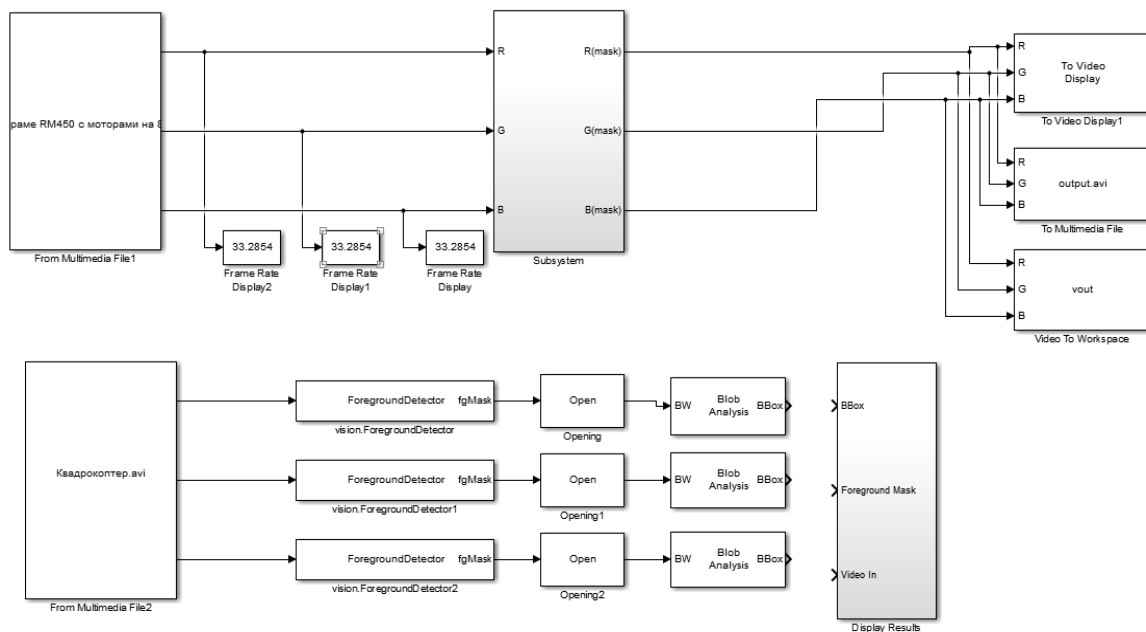 R
R
R(mask)
R
To Video
Display
G
B
To Video Display1
раме RM450 с моторами на 8
G
G(mask)
R
output.avi
G
B
To Multimedia File
B
B(mask)
From Multimedia File1
33.2854
Frame Rate
Display2
33.2854
Frame Rate
Display1
33.2854
Frame Rate
Display
Subsystem
R
vout
G
B
Video To Workspace
Квадрокоптер.avi
From Multimedia File2
ForegroundDetector fgMask
vision.ForegroundDetector
Open
Opening
BW Blob
Analysis BBox
ForegroundDetector fgMask
vision.ForegroundDetector1
Open
Opening1
BW Blob
Analysis BBox
ForegroundDetector fgMask
vision.ForegroundDetector2
Open
Opening2
BW Blob
Analysis BBox
BBox
Foreground Mask
Video In
Display Results